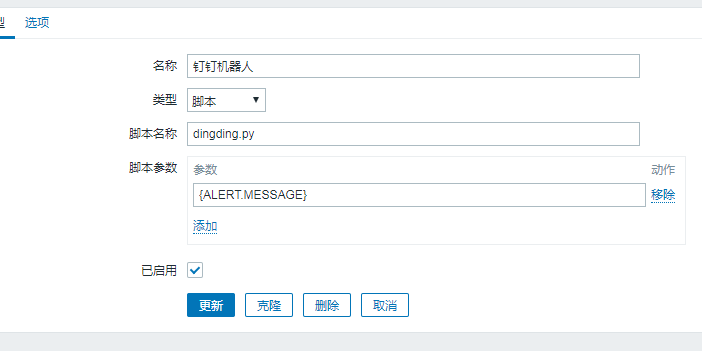 型 选项
名称 钉钉机器人
类型 脚本
脚本名称 dingding.py
脚本参数 参数 动作
{ALERT.MESSAGE} 移除
添加
已启用
更新 克隆 删除 取消